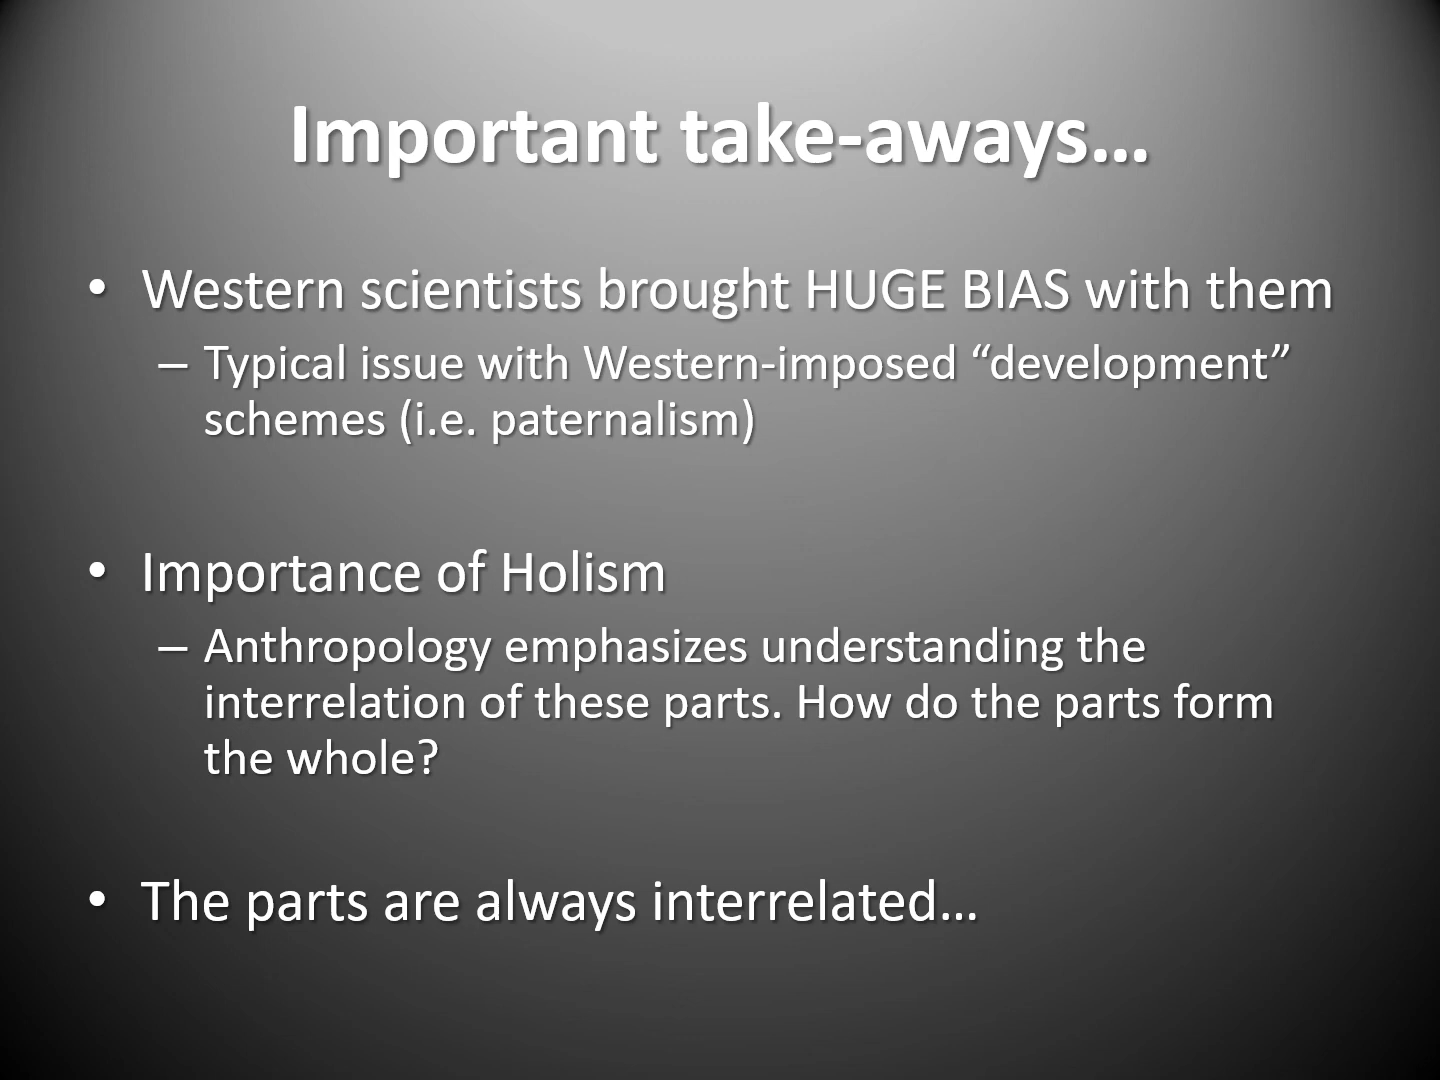 Important take-aways…
• Western scientists brought HUGE BIAS with them
– Typical issue with Western-imposed “development”
schemes (i.e. paternalism)
• Importance of Holism
– Anthropology emphasizes understanding the
interrelation of these parts. How do the parts form
the whole?
• The parts are always interrelated…